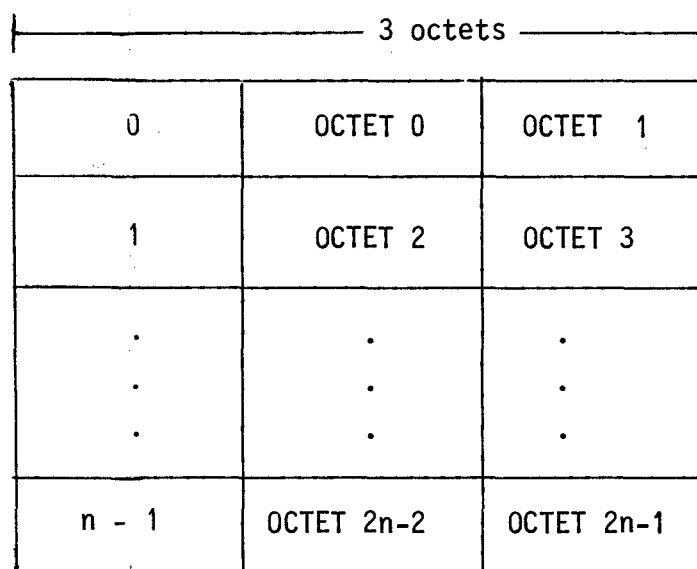 3 octets
0 OCTET 0 OCTET 1
1 OCTET 2 OCTET 3
. . .
. . .
. . .
n - 1 OCTET 2n-2 OCTET 2n-1